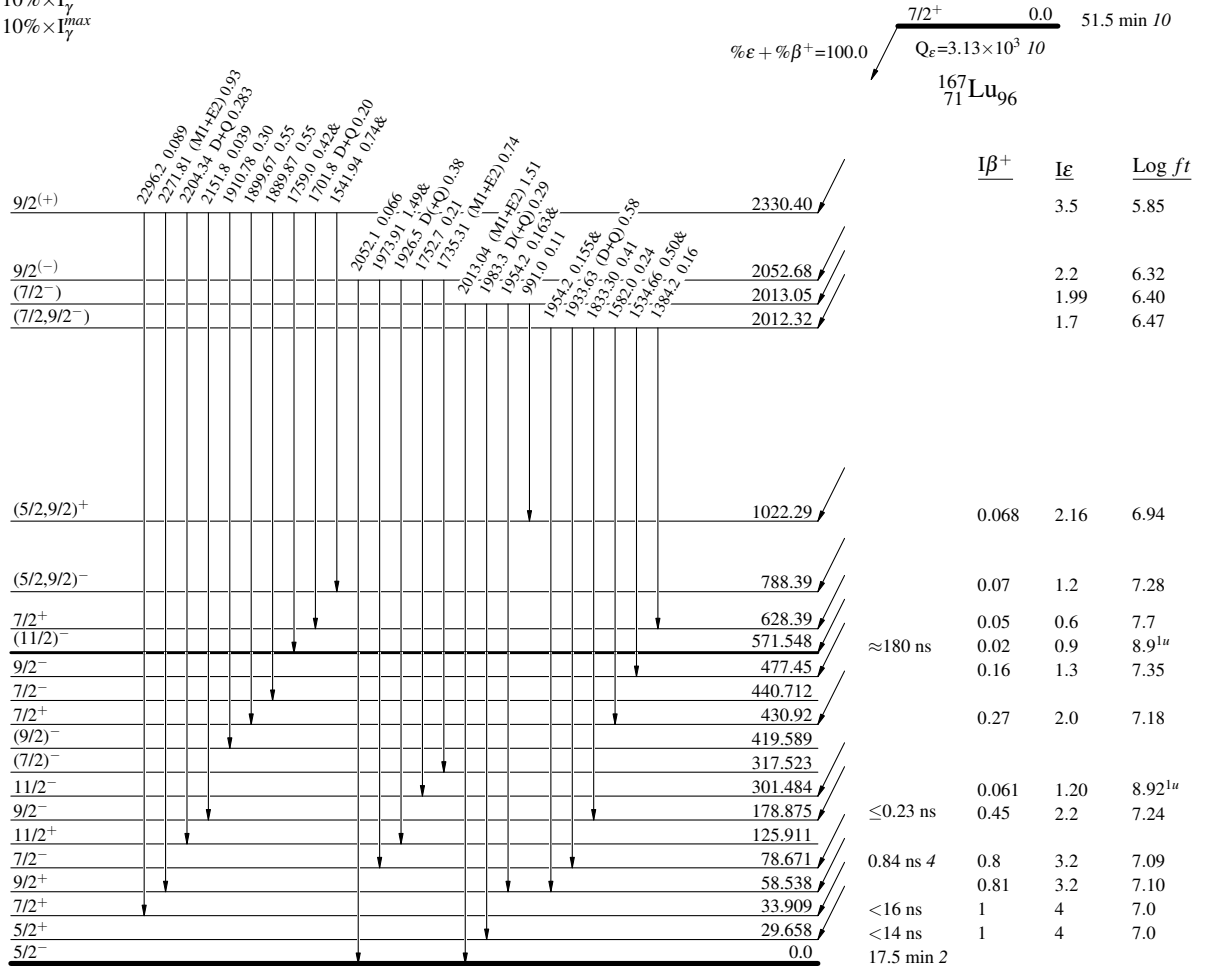 10%×I_γ
10%×I_γ^max
7/2+ 0.0 51.5 min 10
%ε+%β+=100.0
Q_ε=3.13×10³ 10
¹⁶⁷₇₁Lu₉₆
2296.2 0.089
2271.81 (M1+E2) 0.93
2204.34 D+Q 0.283
2151.8 0.039
1910.78 0.30
1899.67 0.55
1889.87 0.55
1759.0 0.42&
1701.8 D+Q 0.20
1541.94 0.74&
2052.1 0.066
1973.91 1.49&
1926.5 D(+Q) 0.38
1752.7 0.21
1735.31 (M1+E2) 0.74
2013.04 (M1+E2) 1.51
1983.3 D(+Q) 0.29
1954.2 0.163&
991.0 0.11
1954.2 0.155&
1933.63 (D+Q) 0.58
1833.30 0.41
1582.0 0.24
1534.66 0.50&
1384.2 0.16
Iβ+ Iε Log ft
9/2(+) 2330.40 3.5 5.85
9/2(−) 2052.68 2.2 6.32
(7/2−) 2013.05 1.99 6.40
(7/2,9/2−) 2012.32 1.7 6.47
(5/2,9/2)+ 1022.29 0.068 2.16 6.94
(5/2,9/2)− 788.39 0.07 1.2 7.28
7/2+ 628.39 0.05 0.6 7.7
(11/2)− 571.548 ≈180 ns 0.02 0.9 8.9¹ᵘ
9/2− 477.45 0.16 1.3 7.35
7/2− 440.712
7/2+ 430.92 0.27 2.0 7.18
(9/2)− 419.589
(7/2)− 317.523
11/2− 301.484 0.061 1.20 8.92¹ᵘ
9/2− 178.875 ≤0.23 ns 0.45 2.2 7.24
11/2+ 125.911
7/2− 78.671 0.84 ns 4 0.8 3.2 7.09
9/2+ 58.538 0.81 3.2 7.10
7/2+ 33.909 <16 ns 1 4 7.0
5/2+ 29.658 <14 ns 1 4 7.0
5/2− 0.0 17.5 min 2